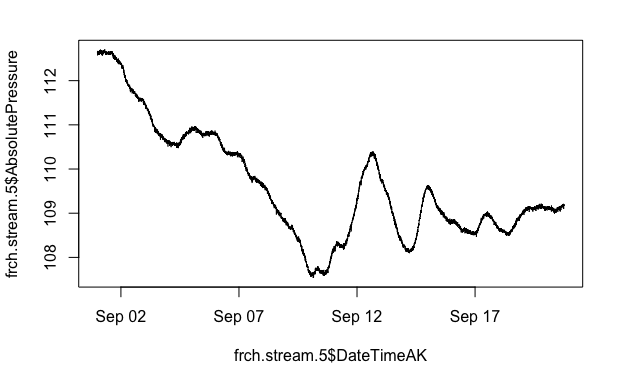 frch.stream.5$AbsolutePressure
112
111
110
109
108
Sep 02 Sep 07 Sep 12 Sep 17
frch.stream.5$DateTimeAK